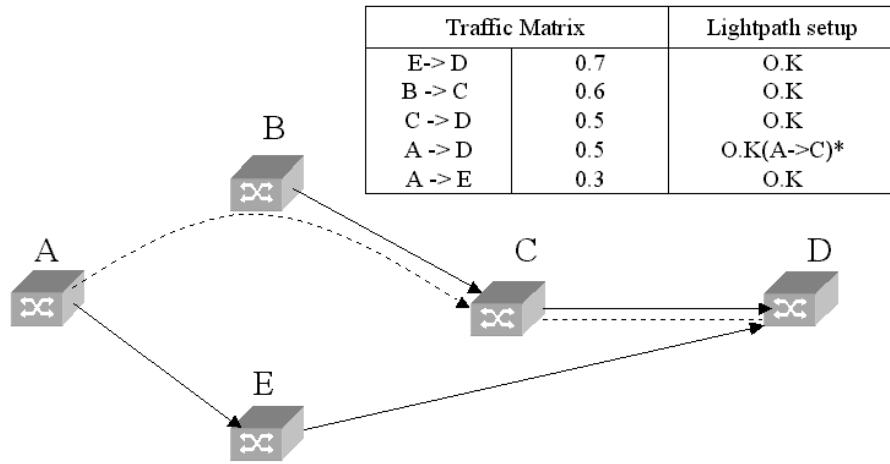 Traffic Matrix Lightpath setup
E-> D 0.7 O.K
B -> C 0.6 O.K
C -> D 0.5 O.K
A -> D 0.5 O.K(A->C)*
A -> E 0.3 O.K
B
A
C
D
E